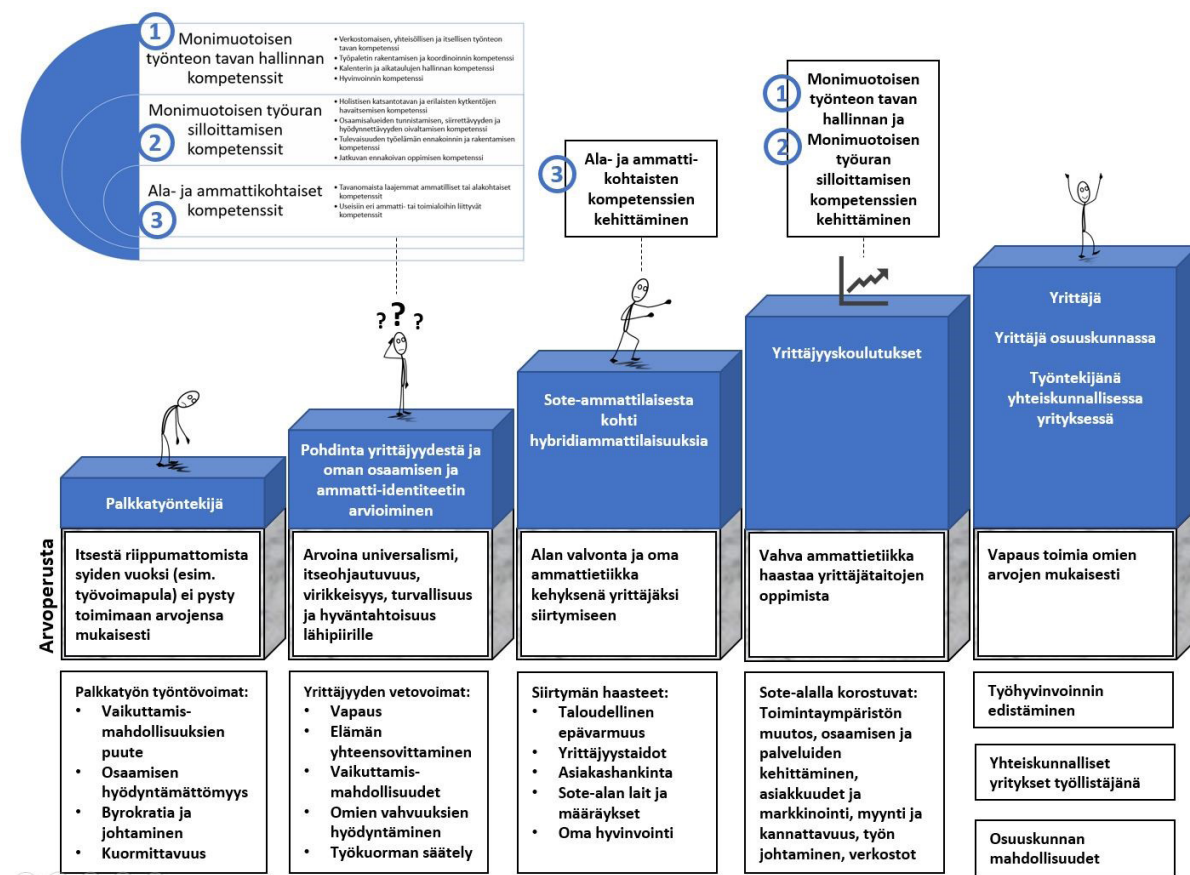 1
Monimuotoisen
työnteon tavan hallinnan
kompetenssit
• Verkostomaisen, yhteisöllisen ja itsellisen työnteon
tavan kompetenssi
• Työpaletin rakentamisen ja koordinoinnin kompetenssi
• Kalenterin ja aikataulujen hallinnan kompetenssi
• Hyvinvoinnin kompetenssi
Monimuotoisen työuran
silloittamisen
kompetenssit
2
• Holistisen katsantotavan ja erilaisten kytkentöjen
havaitsemisen kompetenssi
• Osaamisalueiden tunnistamisen, siirrettävyyden ja
hyödynnettävyyden oivaltamisen kompetenssi
• Tulevaisuuden työelämän ennakoinnin ja rakentamisen
kompetenssi
• Jatkuvan ennakoivan oppimisen kompetenssi
Ala- ja ammattikohtaiset
kompetenssit
3
• Tavanomaista laajemmat ammatilliset tai alakohtaiset
kompetenssit
• Useisiin eri ammatti- tai toimialoihin liittyvät
kompetenssit
3
Ala- ja ammatti-
kohtaisten
kompetenssien
kehittäminen
1
2
Monimuotoisen
työnteon tavan
hallinnan ja
Monimuotoisen
työuran
silloittamisen
kompetenssien
kehittäminen
? ? ?
Palkkatyöntekijä
Pohdinta yrittäjyydestä ja
oman osaamisen ja
ammatti-identiteetin
arvioiminen
Sote-ammattilaisesta
kohti
hybridiammattilaisuuksia
Yrittäjyyskoulutukset
Yrittäjä
Yrittäjä osuuskunnassa
Työntekijänä
yhteiskunnallisessa
yrityksessä
Arvoperusta
Itsestä riippumattomista
syiden vuoksi (esim.
työvoimapula) ei pysty
toimimaan arvojensa
mukaisesti
Arvoina universalismi,
itseohjautuvuus,
virikkeisyys, turvallisuus
ja hyväntahtoisuus
lähipiirille
Alan valvonta ja oma
ammattietiikka
kehyksenä yrittäjäksi
siirtymiseen
Vahva ammattietiikka
haastaa yrittäjätaitojen
oppimista
Vapaus toimia omien
arvojen mukaisesti
Palkkatyön työntövoimat:
• Vaikuttamis-
mahdollisuuksien
puute
• Osaamisen
hyödyntämättömyys
• Byrokratia ja
johtaminen
• Kuormittavuus
Yrittäjyyden vetovoimat:
• Vapaus
• Elämän
yhteensovittaminen
• Vaikuttamis-
mahdollisuudet
• Omien vahvuuksien
hyödyntäminen
• Työkuorman säätely
Siirtymän haasteet:
• Taloudellinen
epävarmuus
• Yrittäjyystaidot
• Asiakashankinta
• Sote-alan lait ja
määräykset
• Oma hyvinvointi
Sote-alalla korostuvat:
Toimintaympäristön
muutos, osaamisen ja
palveluiden
kehittäminen,
asiakkuudet ja
markkinointi, myynti ja
kannattavuus, työn
johtaminen, verkostot
Työhyvinvoinnin
edistäminen
Yhteiskunnalliset
yritykset työllistäjänä
Osuuskunnan
mahdollisuudet